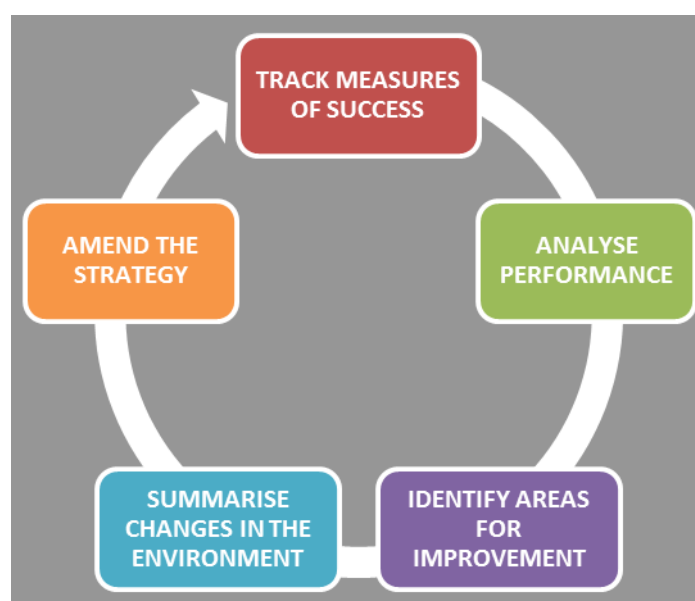 TRACK MEASURES
OF SUCCESS
ANALYSE
PERFORMANCE
IDENTIFY AREAS
FOR
IMPROVEMENT
SUMMARISE
CHANGES IN THE
ENVIRONMENT
AMEND THE
STRATEGY